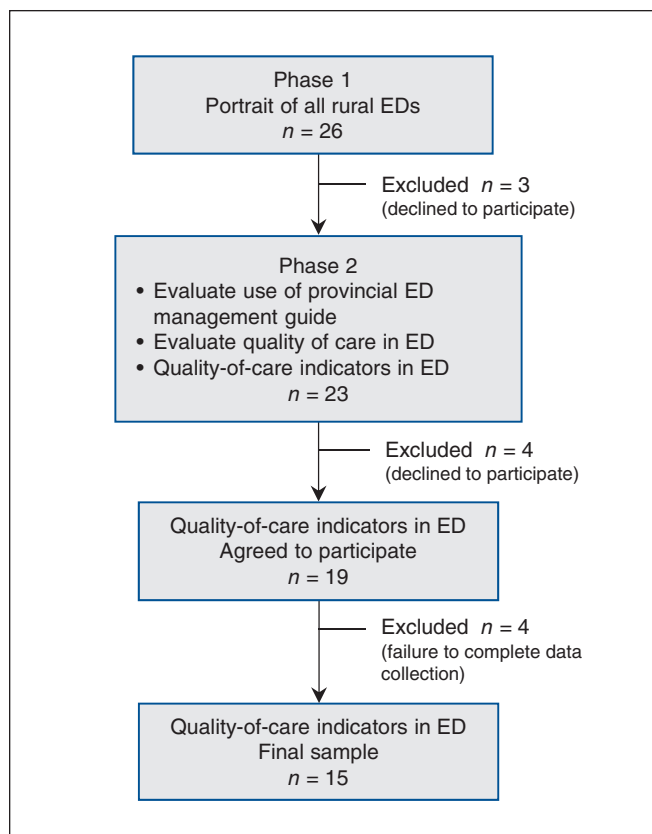 Phase 1
Portrait of all rural EDs
n = 26
Excluded n = 3
(declined to participate)
Phase 2
• Evaluate use of provincial ED
management guide
• Evaluate quality of care in ED
• Quality-of-care indicators in ED
n = 23
Excluded n = 4
(declined to participate)
Quality-of-care indicators in ED
Agreed to participate
n = 19
Excluded n = 4
(failure to complete data
collection)
Quality-of-care indicators in ED
Final sample
n = 15